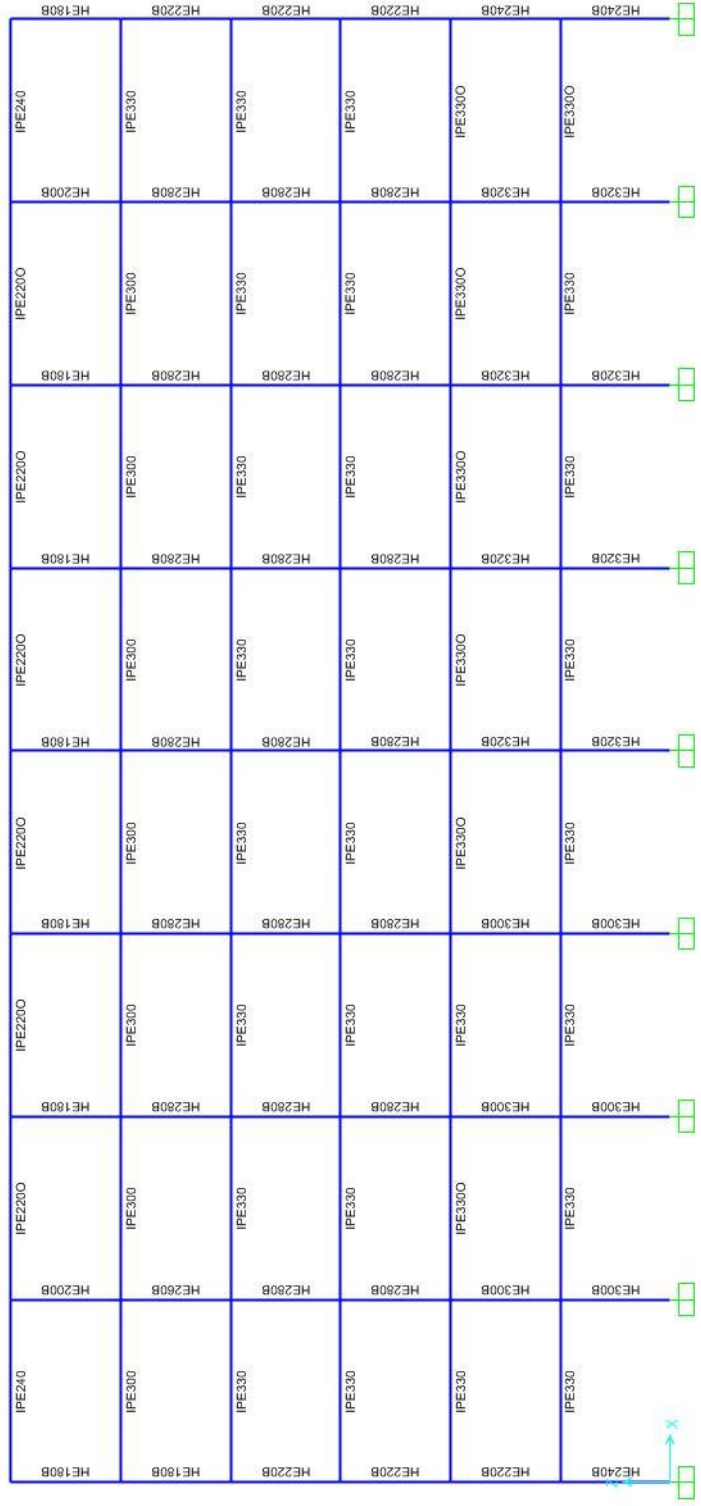 HE180B HE220B HE220B HE220B HE240B HE240B
IPE240 IPE330 IPE330 IPE330 IPE330O IPE330O
HE200B HE280B HE280B HE280B HE320B HE320B
IPE220O IPE300 IPE330 IPE330 IPE330O IPE330
HE180B HE280B HE280B HE280B HE320B HE320B
IPE220O IPE300 IPE330 IPE330 IPE330O IPE330
HE180B HE280B HE280B HE280B HE320B HE320B
IPE220O IPE300 IPE330 IPE330 IPE330O IPE330
HE180B HE280B HE280B HE280B HE320B HE320B
IPE220O IPE300 IPE330 IPE330 IPE330O IPE330
HE180B HE280B HE280B HE280B HE300B HE300B
IPE220O IPE300 IPE330 IPE330 IPE330O IPE330
HE180B HE280B HE280B HE280B HE300B HE300B
IPE220O IPE300 IPE330 IPE330 IPE330O IPE330
HE200B HE260B HE280B HE280B HE300B HE300B
IPE240 IPE300 IPE330 IPE330 IPE330 IPE330
X
HE180B HE180B HE220B HE220B HE220B HE240B
Z